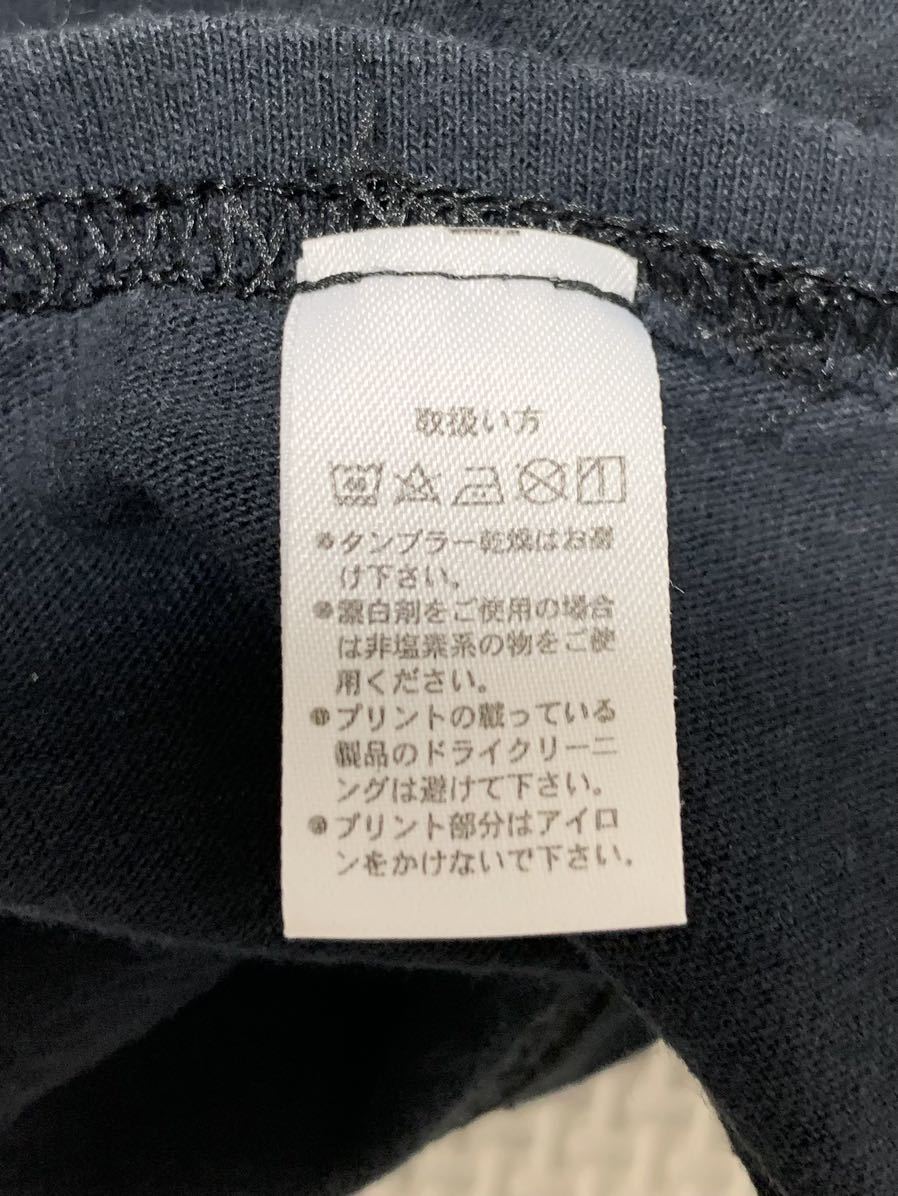 取扱い方
40
●タンブラー乾燥はお避
け下さい。
●漂白剤をご使用の場合
は非塩素系の物をご使
用ください。
●プリントの載っている
製品のドライクリーニ
ングは避けて下さい。
●プリント部分はアイロ
ンをかけないで下さい。